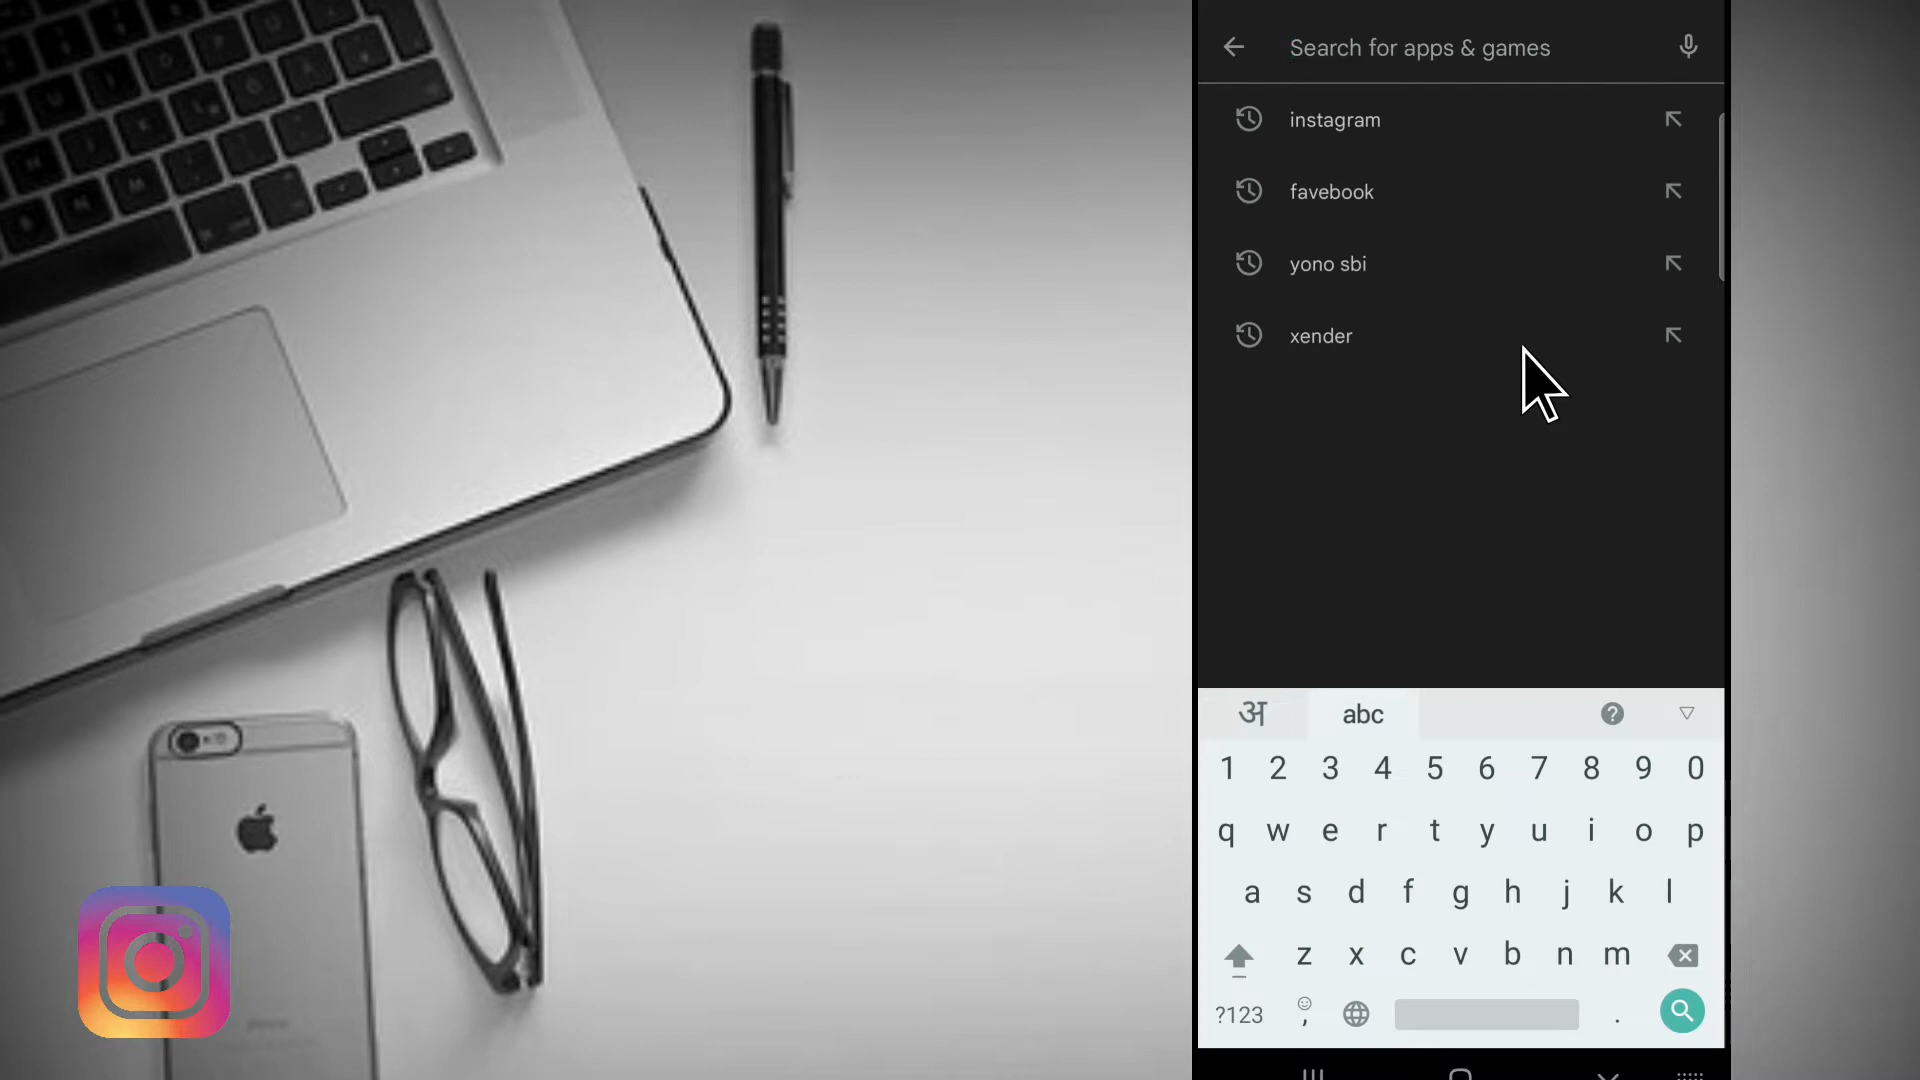 Search for apps & games
instagram
favebook
yono sbi
xender
अ abc
1 2 3 4 5 6 7 8 9 0
q w e r t y u i o p
a s d f g h j k l
z x c v b n m
?123 , .